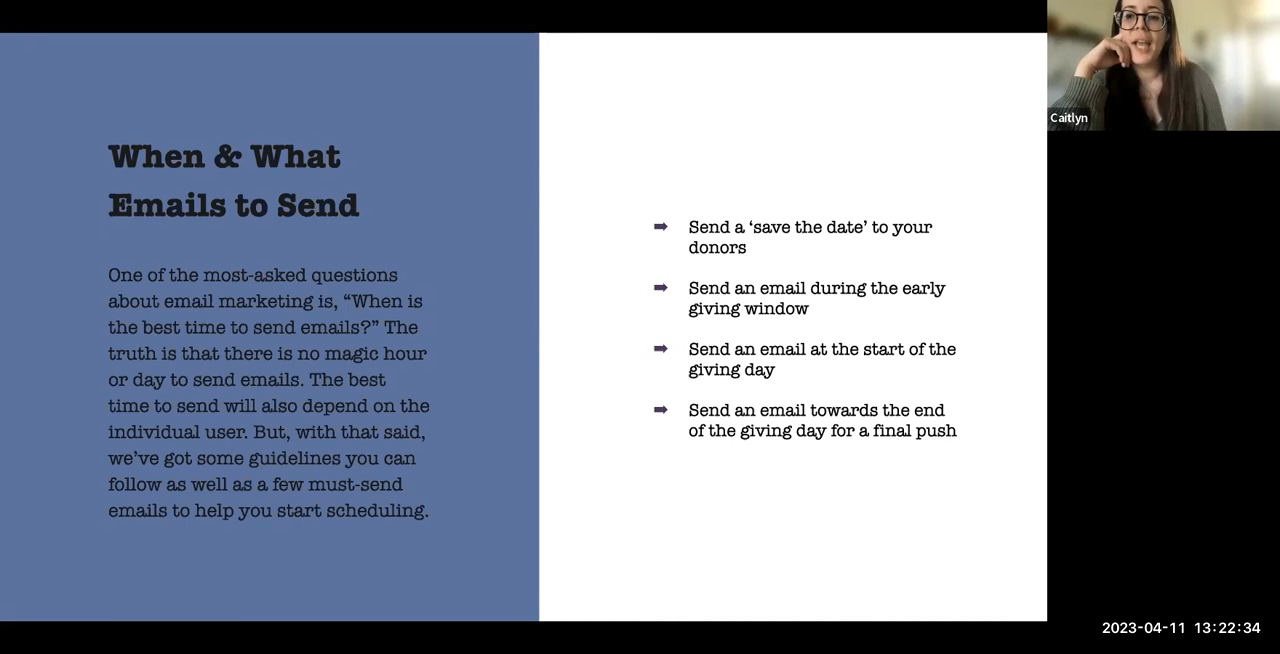 When & What
Emails to Send
One of the most-asked questions
about email marketing is, “When is
the best time to send emails?” The
truth is that there is no magic hour
or day to send emails. The best
time to send will also depend on the
individual user. But, with that said,
we’ve got some guidelines you can
follow as well as a few must-send
emails to help you start scheduling.
➡ Send a ‘save the date’ to your
donors
➡ Send an email during the early
giving window
➡ Send an email at the start of the
giving day
➡ Send an email towards the end
of the giving day for a final push
Caitlyn
2023-04-11 13:22:34